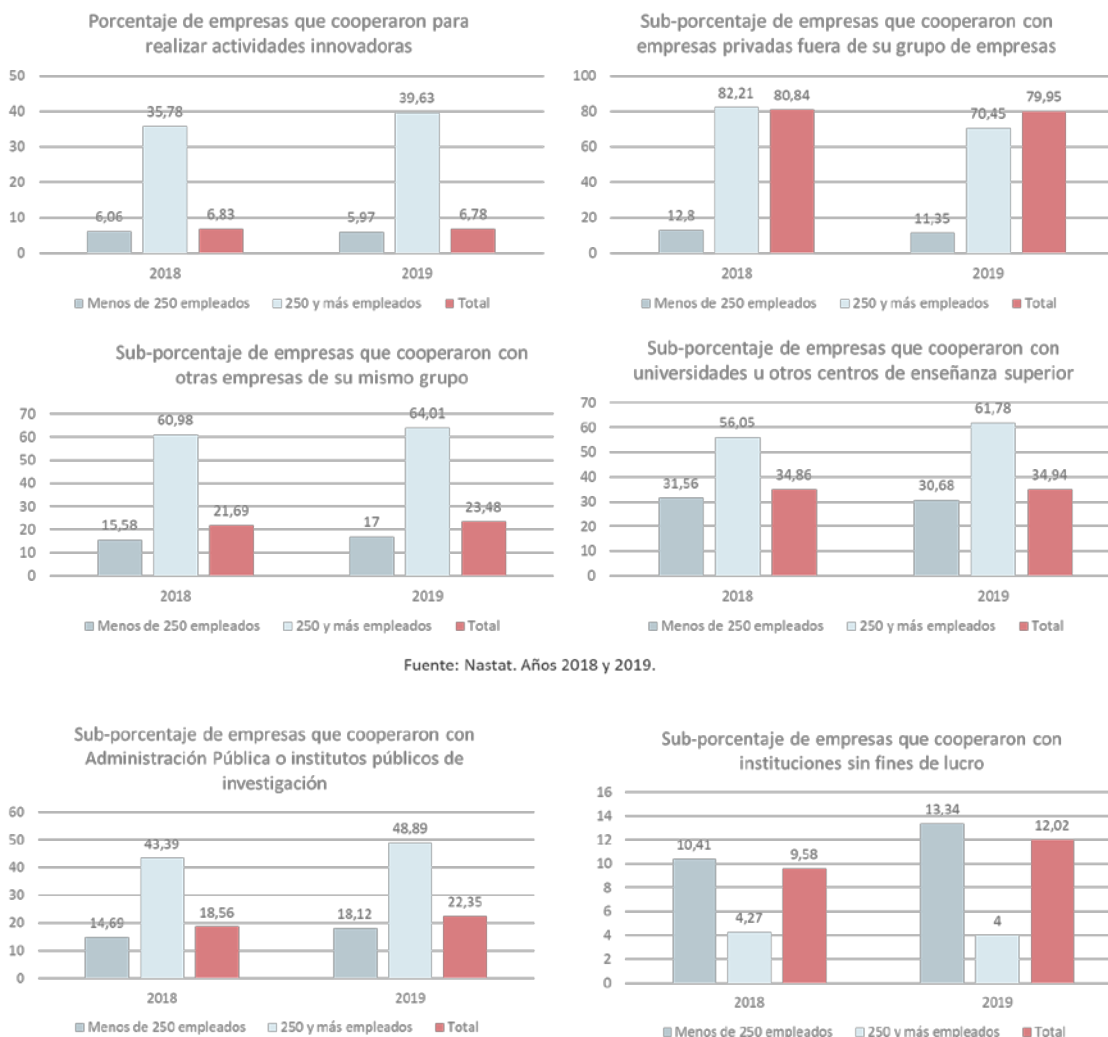 Porcentaje de empresas que cooperaron para
realizar actividades innovadoras
50
40
30
20
10
0
6,06
35,78
6,83
5,97
39,63
6,78
2018
2019
Menos de 250 empleados
250 y más empleados
Total
Sub-porcentaje de empresas que cooperaron con
empresas privadas fuera de su grupo de empresas
100
80
60
40
20
0
12,8
82,21
80,84
11,35
70,45
79,95
2018
2019
Menos de 250 empleados
250 y más empleados
Total
Sub-porcentaje de empresas que cooperaron con
otras empresas de su mismo grupo
70
60
50
40
30
20
10
0
15,58
60,98
21,69
17
64,01
23,48
2018
2019
Menos de 250 empleados
250 y más empleados
Total
Sub-porcentaje de empresas que cooperaron con
universidades u otros centros de enseñanza superior
70
60
50
40
30
20
10
0
31,56
56,05
34,86
30,68
61,78
34,94
2018
2019
Menos de 250 empleados
250 y más empleados
Total
Fuente: Nastat. Años 2018 y 2019.
Sub-porcentaje de empresas que cooperaron con
Administración Pública o institutos públicos de
investigación
60
50
40
30
20
10
0
14,69
43,39
18,56
18,12
48,89
22,35
2018
2019
Menos de 250 empleados
250 y más empleados
Total
Sub-porcentaje de empresas que cooperaron con
instituciones sin fines de lucro
16
14
12
10
8
6
4
2
0
10,41
4,27
9,58
13,34
4
12,02
2018
2019
Menos de 250 empleados
250 y más empleados
Total